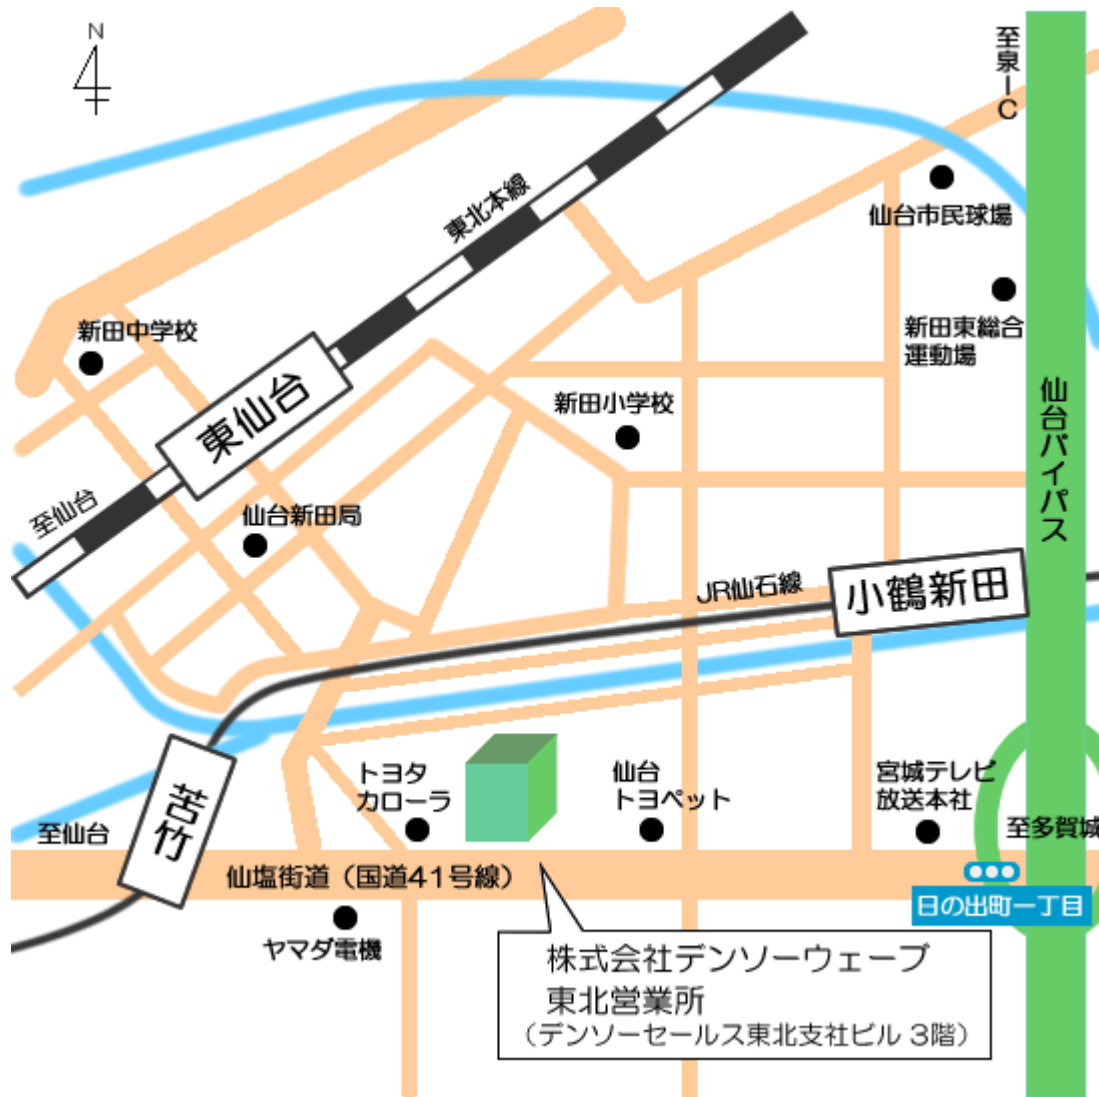 N
至泉IC
東北本線
仙台市民球場
新田中学校
新田東総合
運動場
東仙台
仙台バイパス
新田小学校
至仙台
仙台新田局
JR仙石線
小鶴新田
トヨタ
カローラ
仙台
トヨペット
宮城テレビ
放送本社
苦竹
至仙台
至多賀城
仙塩街道（国道41号線）
日の出町一丁目
ヤマダ電機
株式会社デンソーウェーブ
東北営業所
（デンソーセールス東北支社ビル 3階）